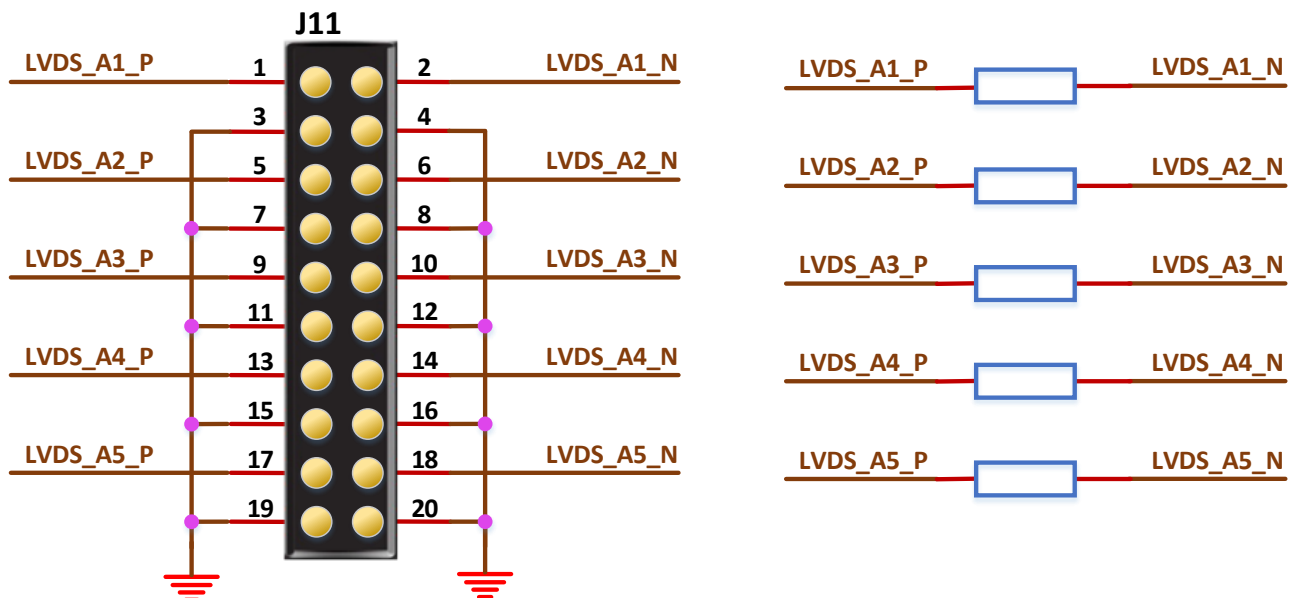 J11
LVDS_A1_P 1 2 LVDS_A1_N
3 4
LVDS_A2_P 5 6 LVDS_A2_N
7 8
LVDS_A3_P 9 10 LVDS_A3_N
11 12
LVDS_A4_P 13 14 LVDS_A4_N
15 16
LVDS_A5_P 17 18 LVDS_A5_N
19 20
LVDS_A1_P LVDS_A1_N
LVDS_A2_P LVDS_A2_N
LVDS_A3_P LVDS_A3_N
LVDS_A4_P LVDS_A4_N
LVDS_A5_P LVDS_A5_N